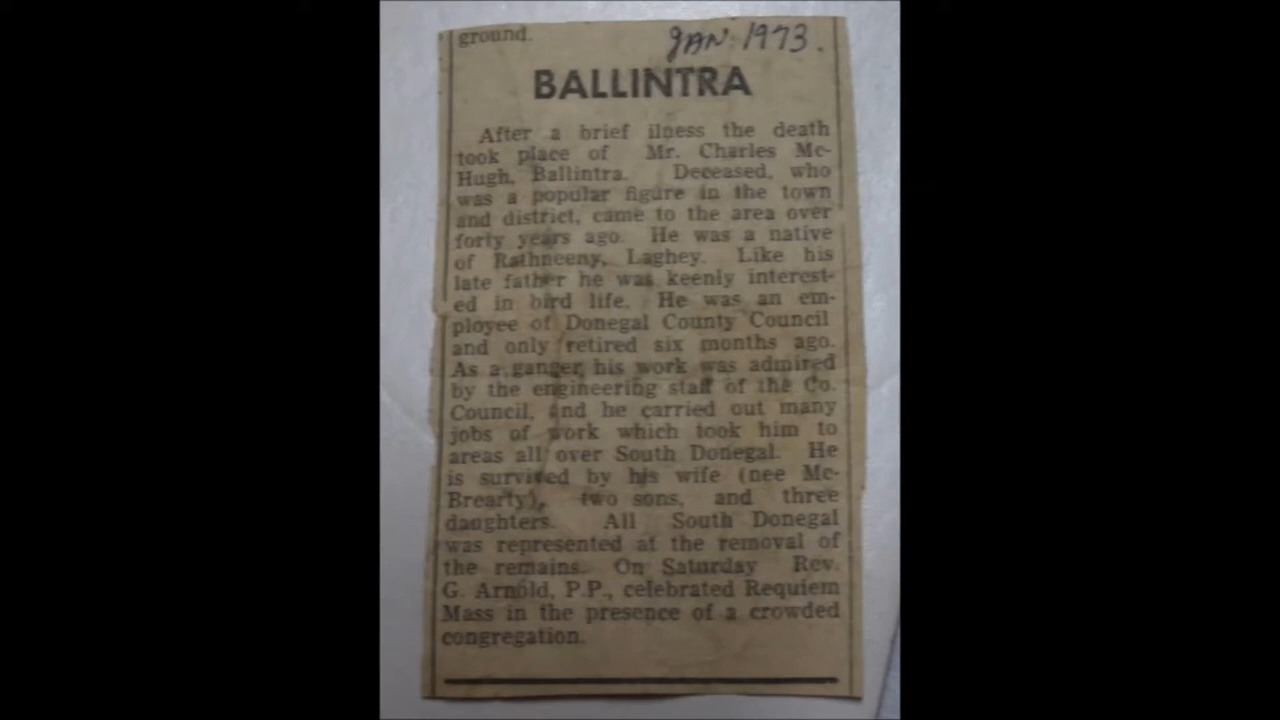 ground.
JAN. 1973.
BALLINTRA
After a brief ilness the death
took place of Mr. Charles Mc-
Hugh, Ballintra. Deceased, who
was a popular figure in the town
and district, came to the area over
forty years ago. He was a native
of Rathneeny, Laghey. Like his
late father he was keenly interest-
ed in bird life. He was an em-
ployee of Donegal County Council
and only retired six months ago.
As a ganger his work was admired
by the engineering staff of the Co.
Council, and he carried out many
jobs of work which took him to
areas all over South Donegal. He
is survived by his wife (nee Mc-
Brearty), two sons, and three
daughters. All South Donegal
was represented at the removal of
the remains. On Saturday Rev.
G. Arnold, P.P., celebrated Requiem
Mass in the presence of a crowded
congregation.